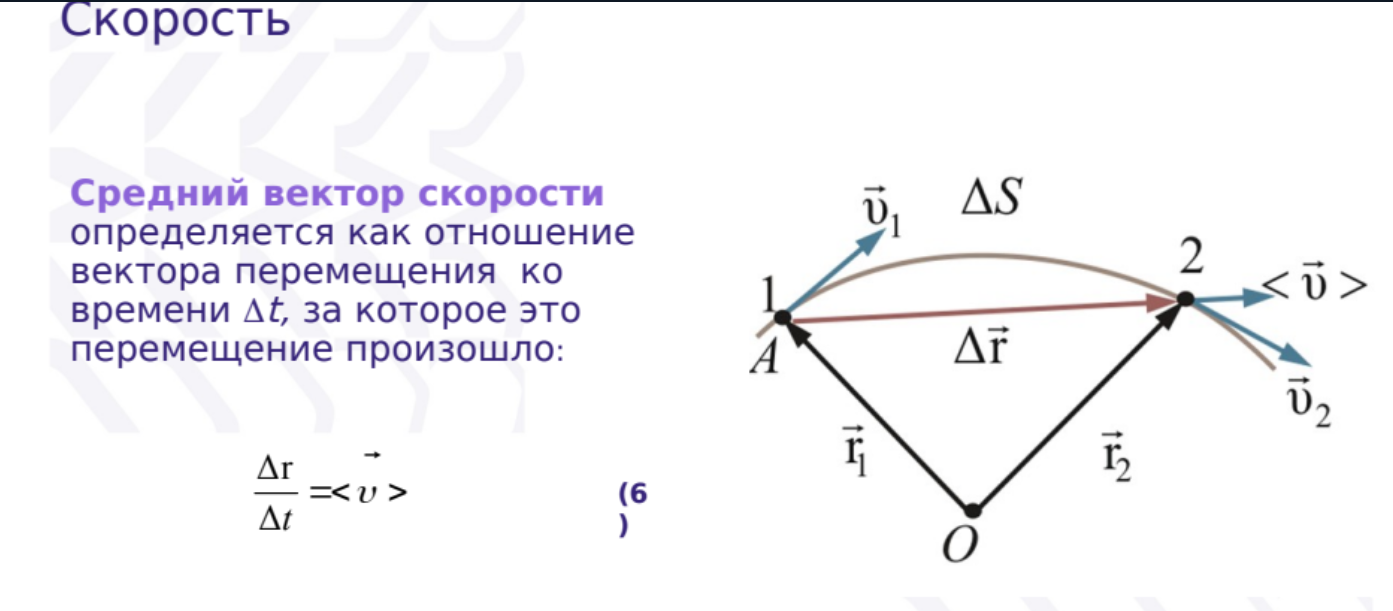 Скорость
Средний вектор скорости
определяется как отношение
вектора перемещения ко
времени Δt, за которое это
перемещение произошло:
Δr
Δt
=<υ⃗ >
(6
)
υ⃗₁
ΔS
1
2
<υ⃗ >
A
Δr⃗
υ⃗₂
r⃗₁
r⃗₂
O